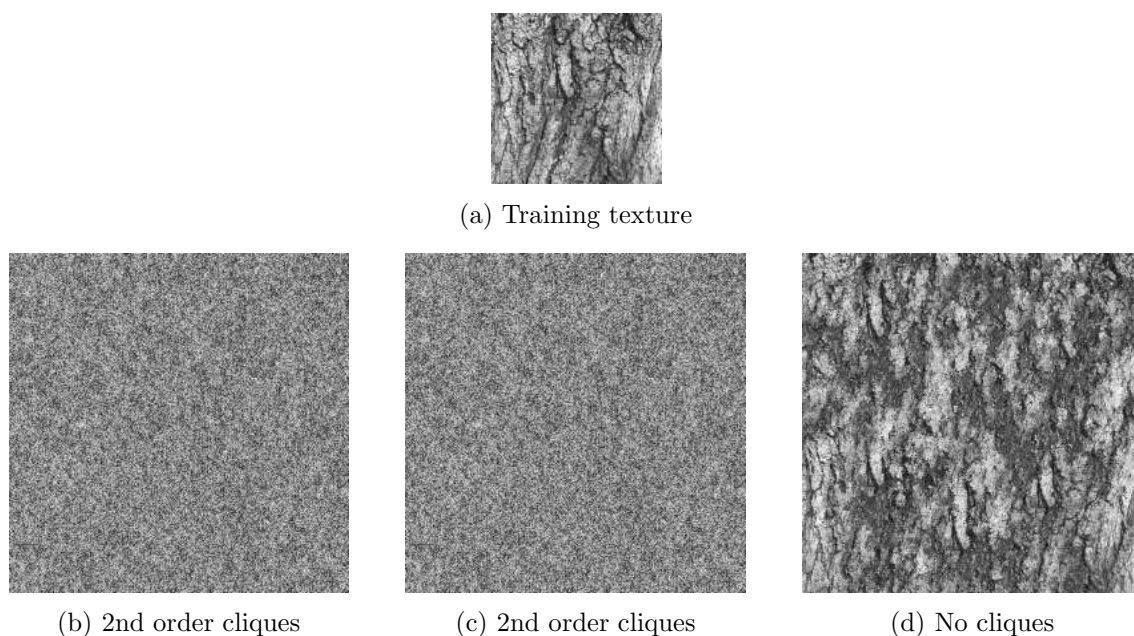 (a) Training texture
(b) 2nd order cliques
(c) 2nd order cliques
(d) No cliques